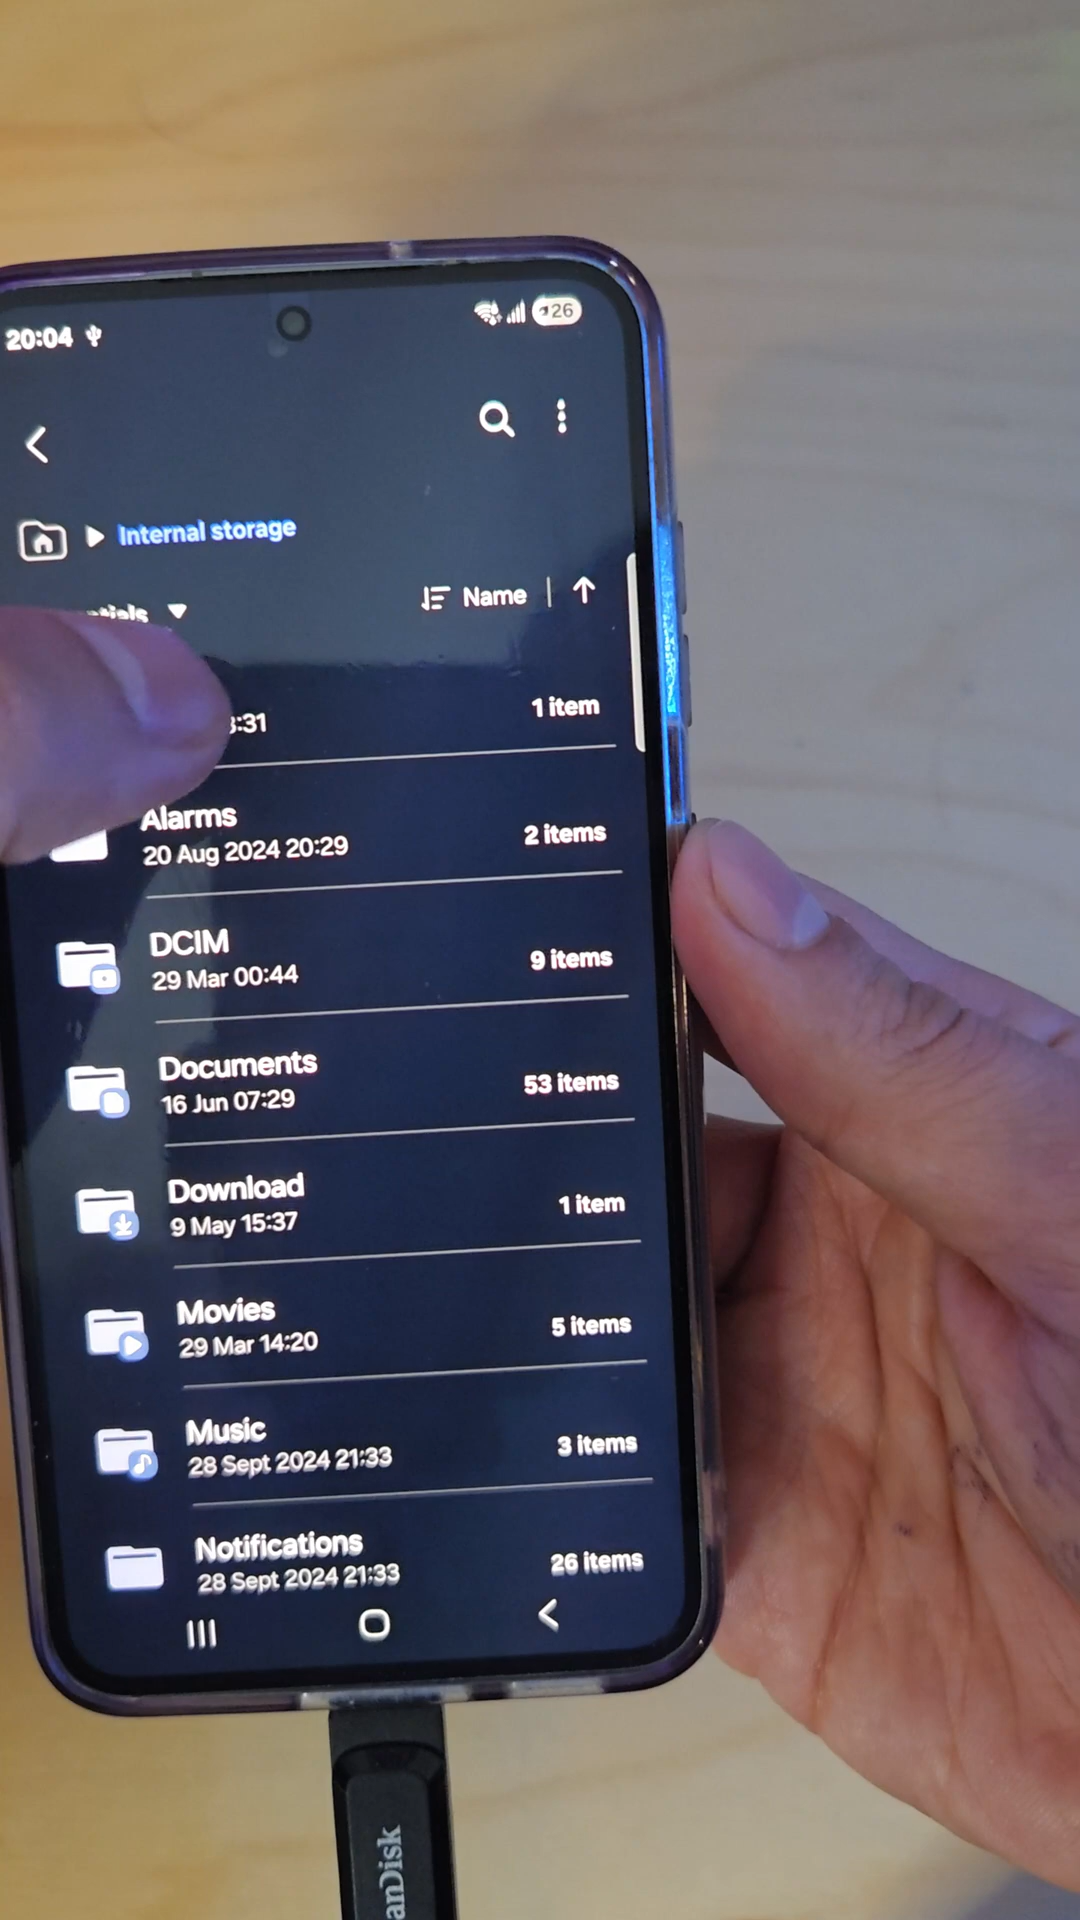 20:04
26
Internal storage
Name
1 item
Alarms
20 Aug 2024 20:29
2 items
DCIM
29 Mar 00:44
9 items
Documents
16 Jun 07:29
53 items
Download
9 May 15:37
1 item
Movies
29 Mar 14:20
5 items
Music
28 Sept 2024 21:33
3 items
Notifications
28 Sept 2024 21:33
26 items
anDisk